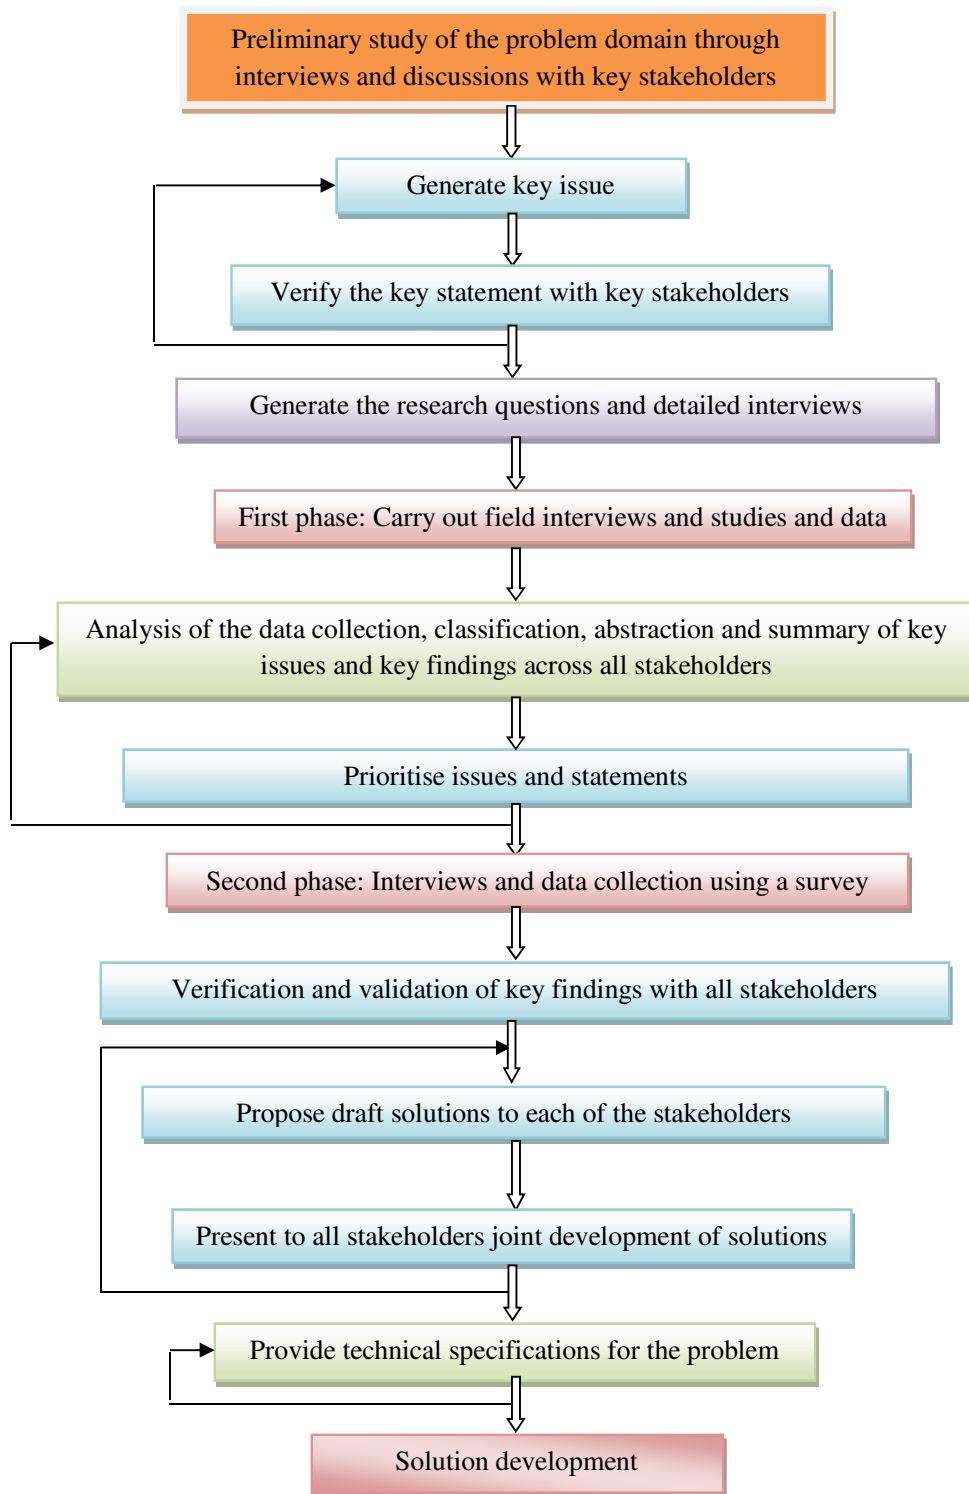 Preliminary study of the problem domain through
interviews and discussions with key stakeholders
Generate key issue
Verify the key statement with key stakeholders
Generate the research questions and detailed interviews
First phase: Carry out field interviews and studies and data
Analysis of the data collection, classification, abstraction and summary of key
issues and key findings across all stakeholders
Prioritise issues and statements
Second phase: Interviews and data collection using a survey
Verification and validation of key findings with all stakeholders
Propose draft solutions to each of the stakeholders
Present to all stakeholders joint development of solutions
Provide technical specifications for the problem
Solution development